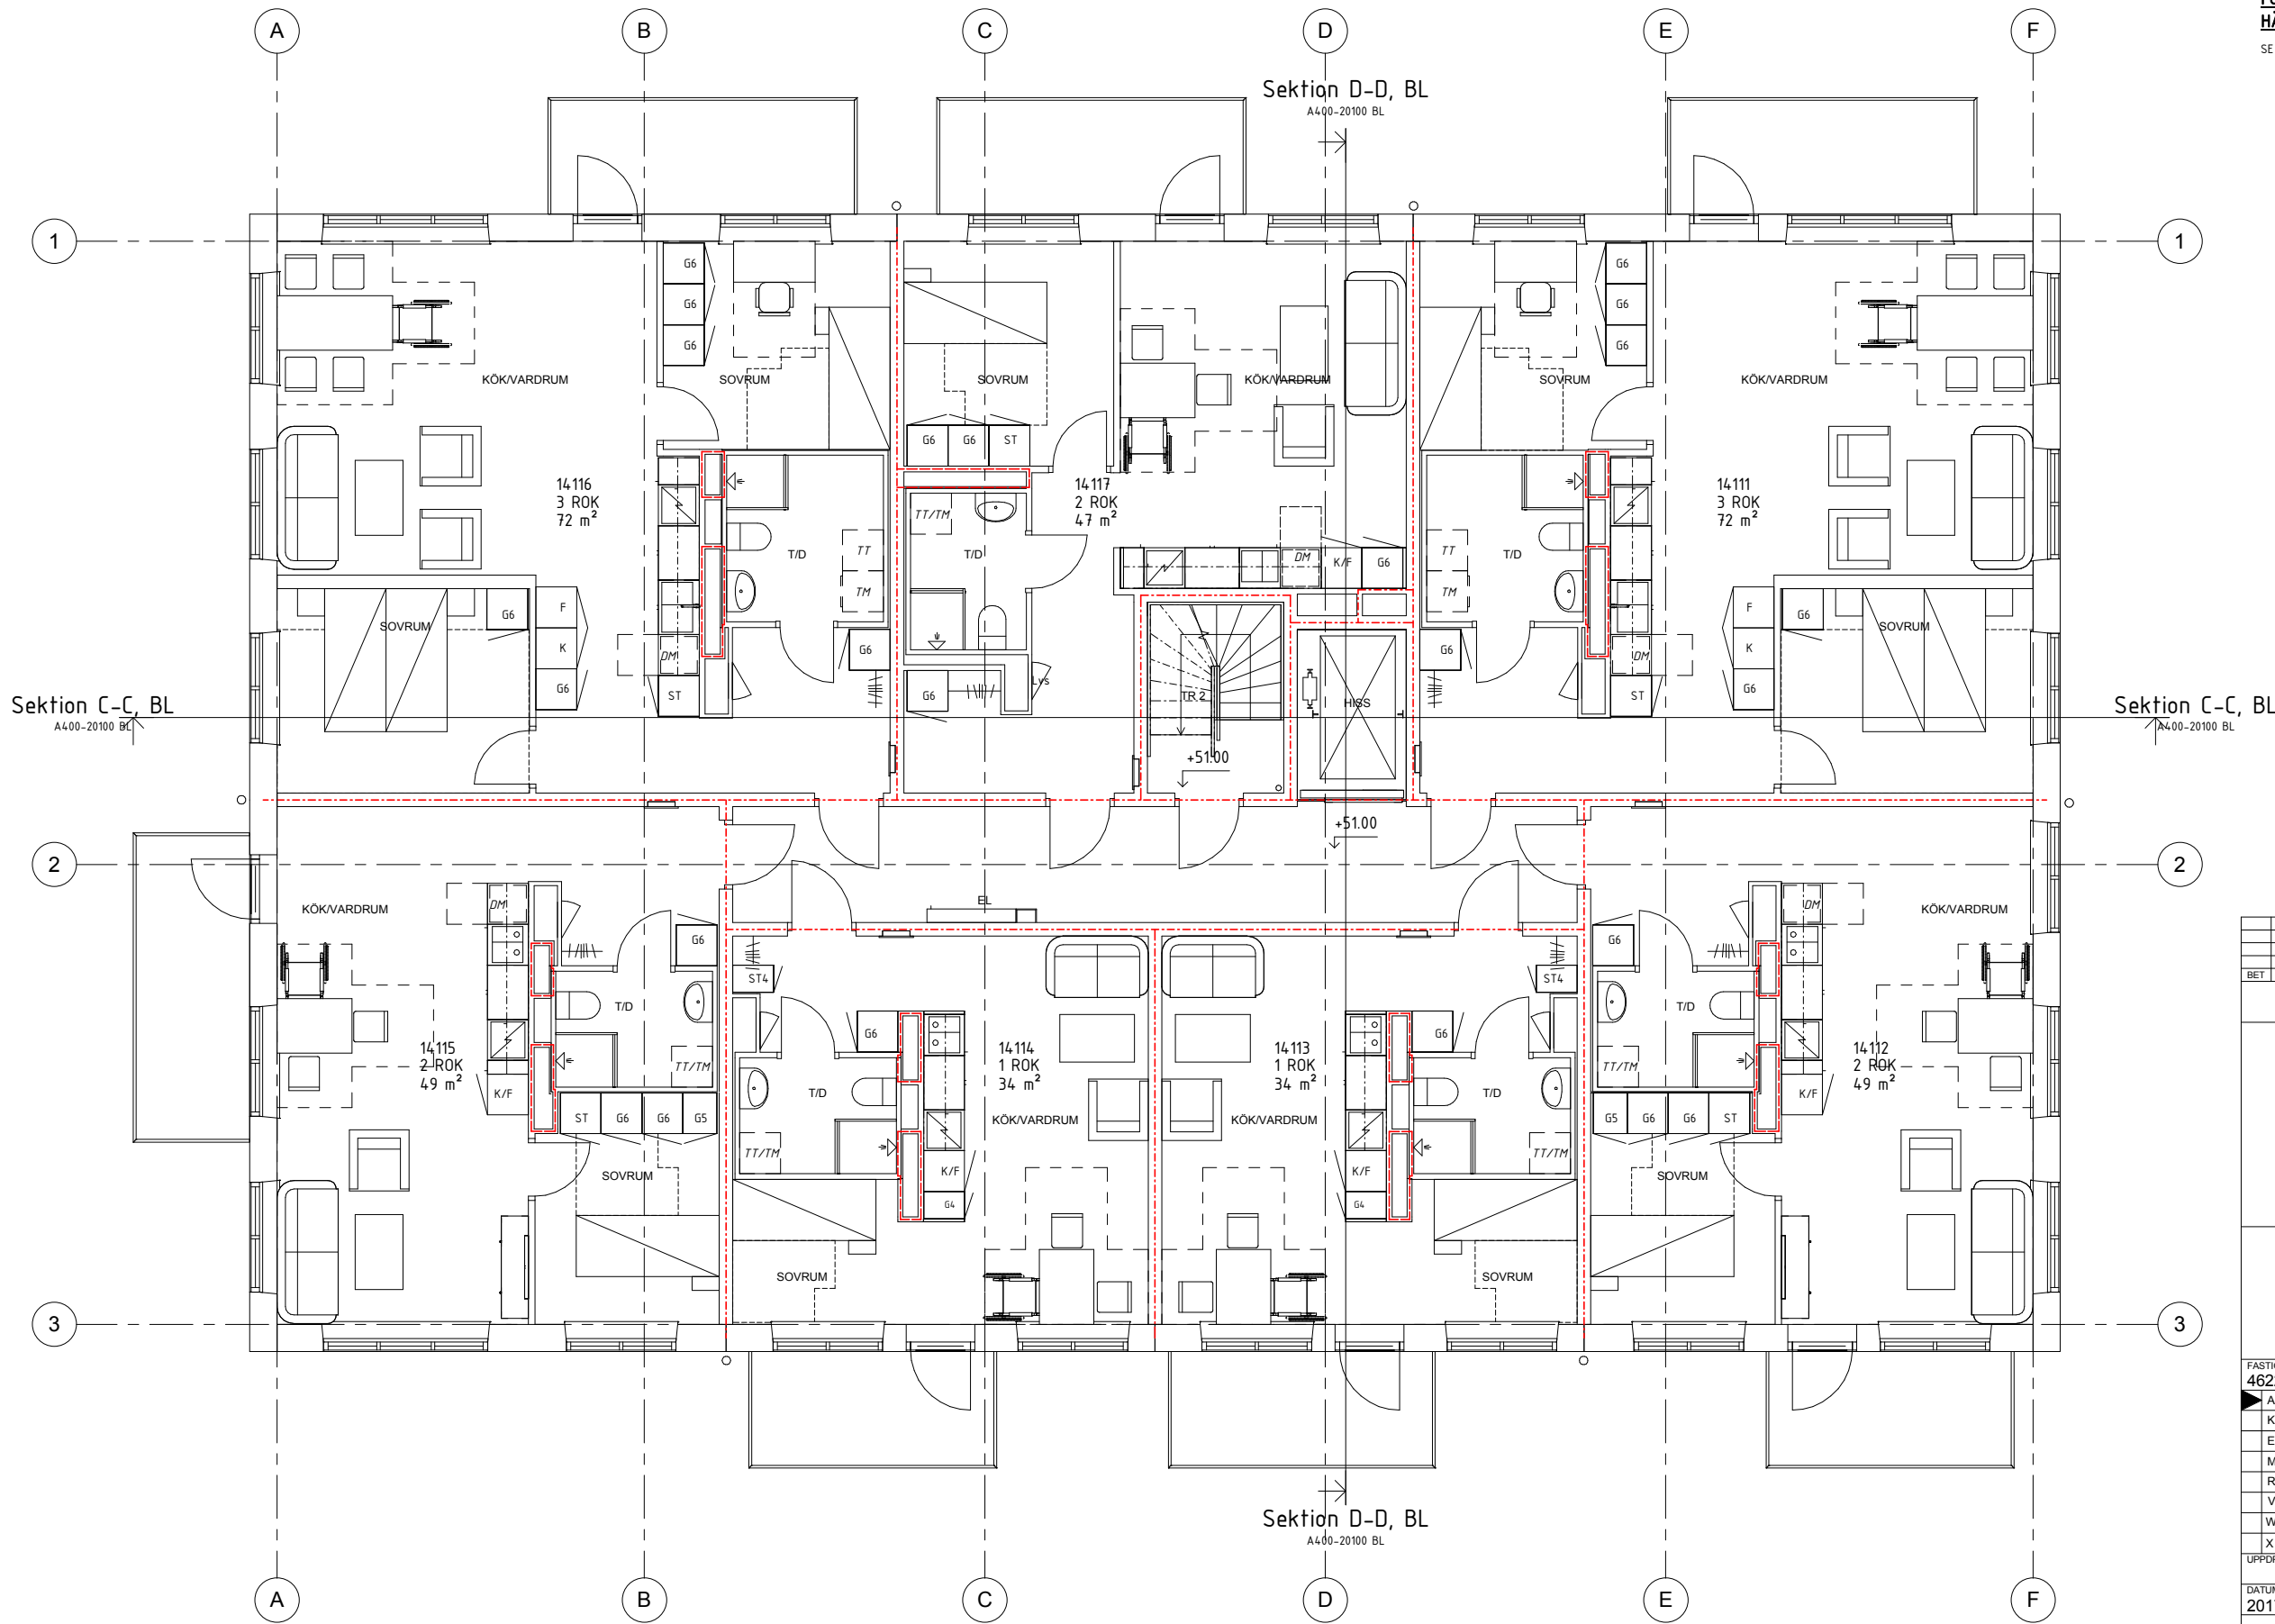 A B C D E F
HÄ
SE
Sektion D-D, BL
A400-20100 BL
1 1
G6 G6
G6 G6
G6 G6
KÖK/VARDRUM SOVRUM SOVRUM KÖK/VARDRUM SOVRUM KÖK/VARDRUM
G6 G6 ST
14116
3 ROK
72 m²
14117
2 ROK
47 m²
14111
3 ROK
72 m²
TT/TM
T/D TT
TM
T/D
DM K/F G6
TT
TM
T/D
SOVRUM G6 F
K
G6
DM
ST
G6
G6
Lvs
TR 2
HISS
G6
DM
ST
F
K
G6
G6 SOVRUM
Sektion C-C, BL
A400-20100 BL
Sektion C-C, BL
A400-20100 BL
+51.00
+51.00
2 2
EL
KÖK/VARDRUM DM G6
T/D
TT/TM
14115
2 ROK
49 m²
K/F
ST G6 G6 G5
SOVRUM
ST4
G6
T/D
TT/TM
K/F
G4
SOVRUM
14114
1 ROK
34 m²
KÖK/VARDRUM
14113
1 ROK
34 m²
KÖK/VARDRUM
K/F
G4
ST4
G6
T/D
TT/TM
SOVRUM
G6
T/D
TT/TM
G5 G6 G6 ST
SOVRUM
DM
KÖK/VARDRUM
14112
2 ROK
49 m²
K/F
3 3
Sektion D-D, BL
A400-20100 BL
A B C D E F
BET
A
K
E
M
R
V
W
X